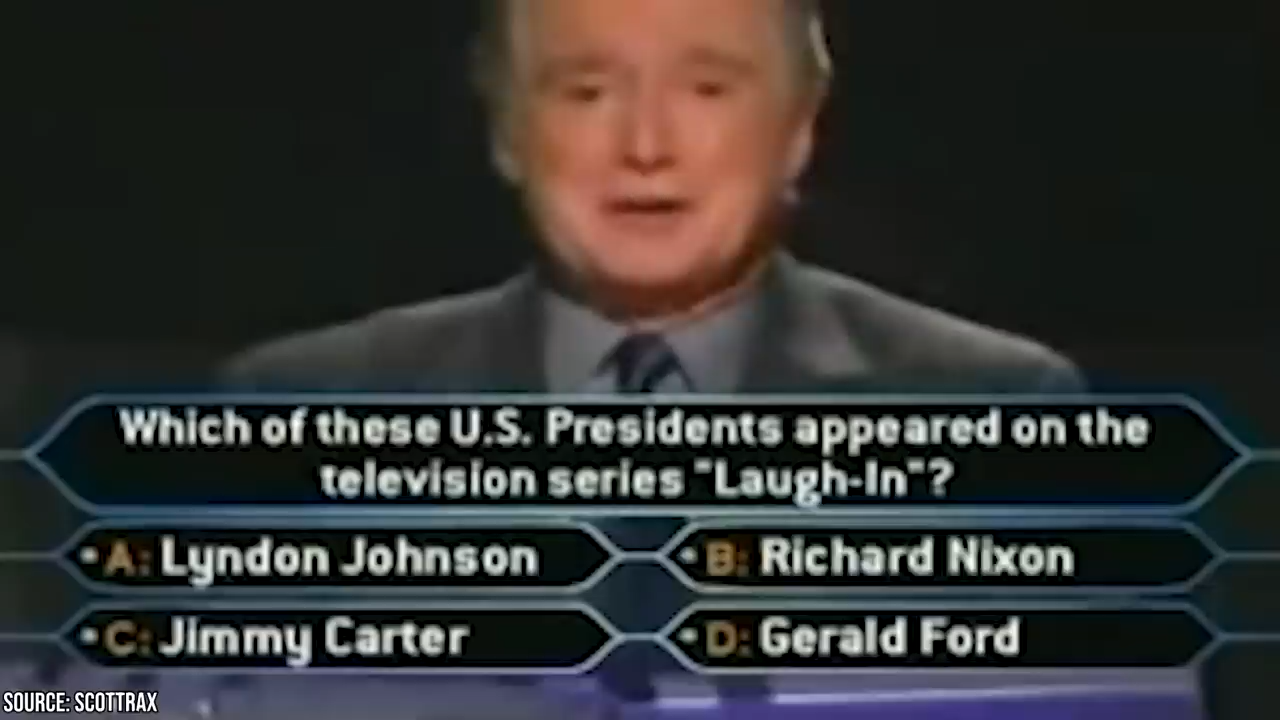 Which of these U.S. Presidents appeared on the
television series "Laugh-In"?
• A: Lyndon Johnson
• B: Richard Nixon
• C: Jimmy Carter
• D: Gerald Ford
SOURCE: SCOTTRAX